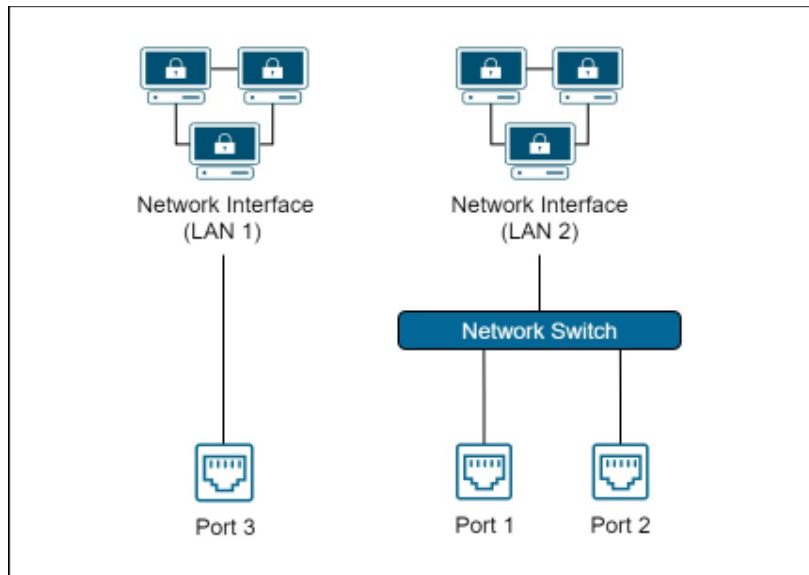 Network Interface
(LAN 1)
Network Interface
(LAN 2)
Network Switch
Port 3
Port 1
Port 2